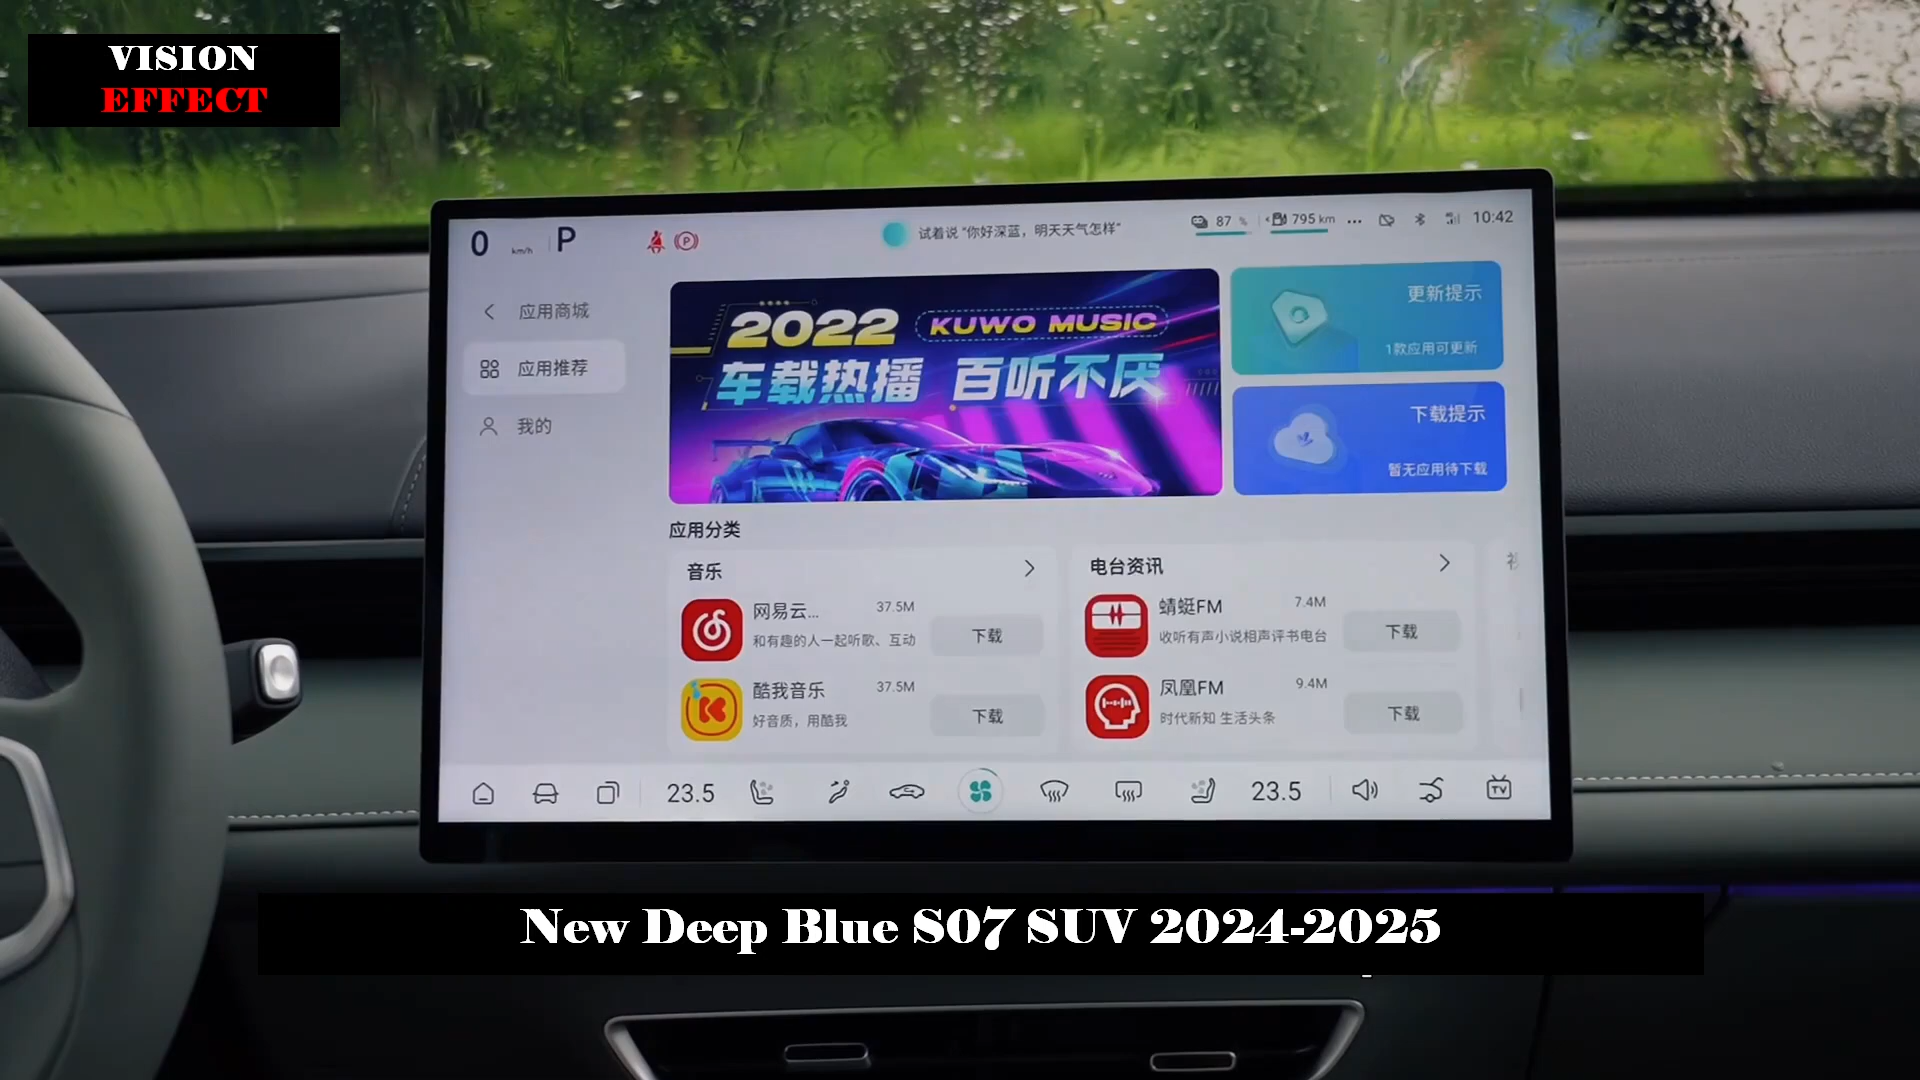 VISION
EFFECT
0 km/h P
试着说 “你好深蓝，明天天气怎样”
87 %
795 km
10:42
应用商城
应用推荐
我的
2022 KUWO MUSIC
车载热播 百听不厌
更新提示
1款应用可更新
下载提示
暂无应用待下载
应用分类
音乐
网易云... 37.5M
和有趣的人一起听歌、互动
下载
酷我音乐 37.5M
好音质，用酷我
下载
电台资讯
蜻蜓FM 7.4M
收听有声小说相声评书电台
下载
凤凰FM 9.4M
时代新知 生活头条
下载
23.5
23.5
TV
New Deep Blue S07 SUV 2024-2025